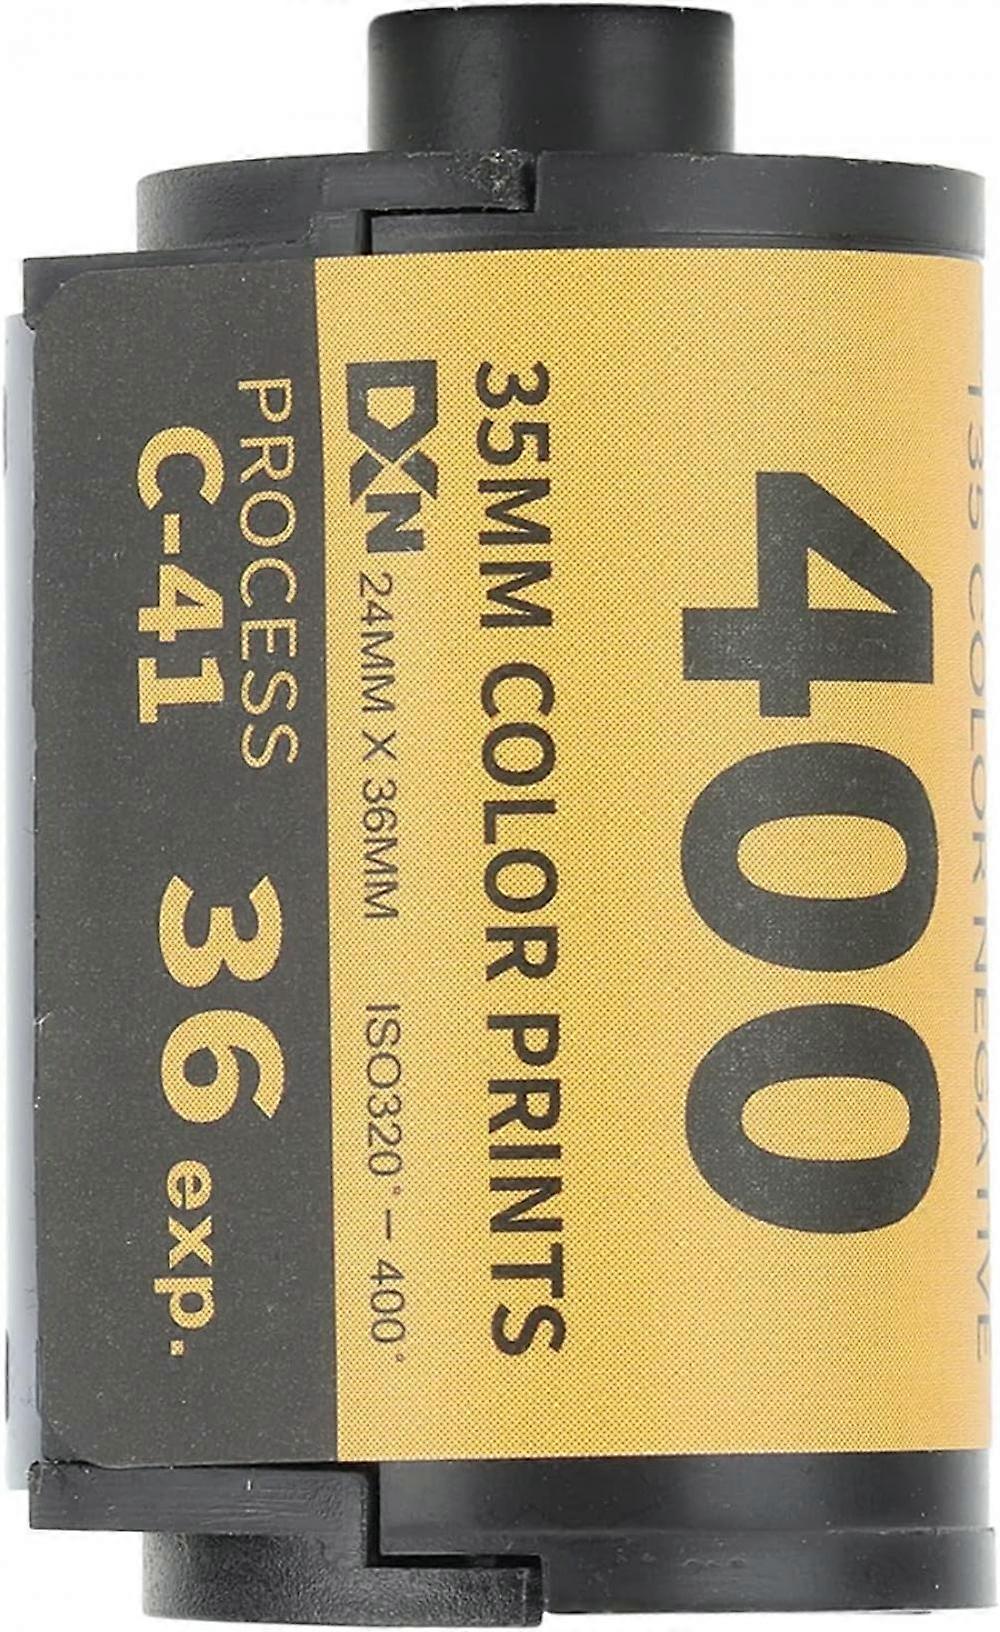 135 COLOR NEGATIVE
400
35MM COLOR PRINTS
DXN 24MM X 36MM ISO320° – 400°
PROCESS
C-41
36 exp.